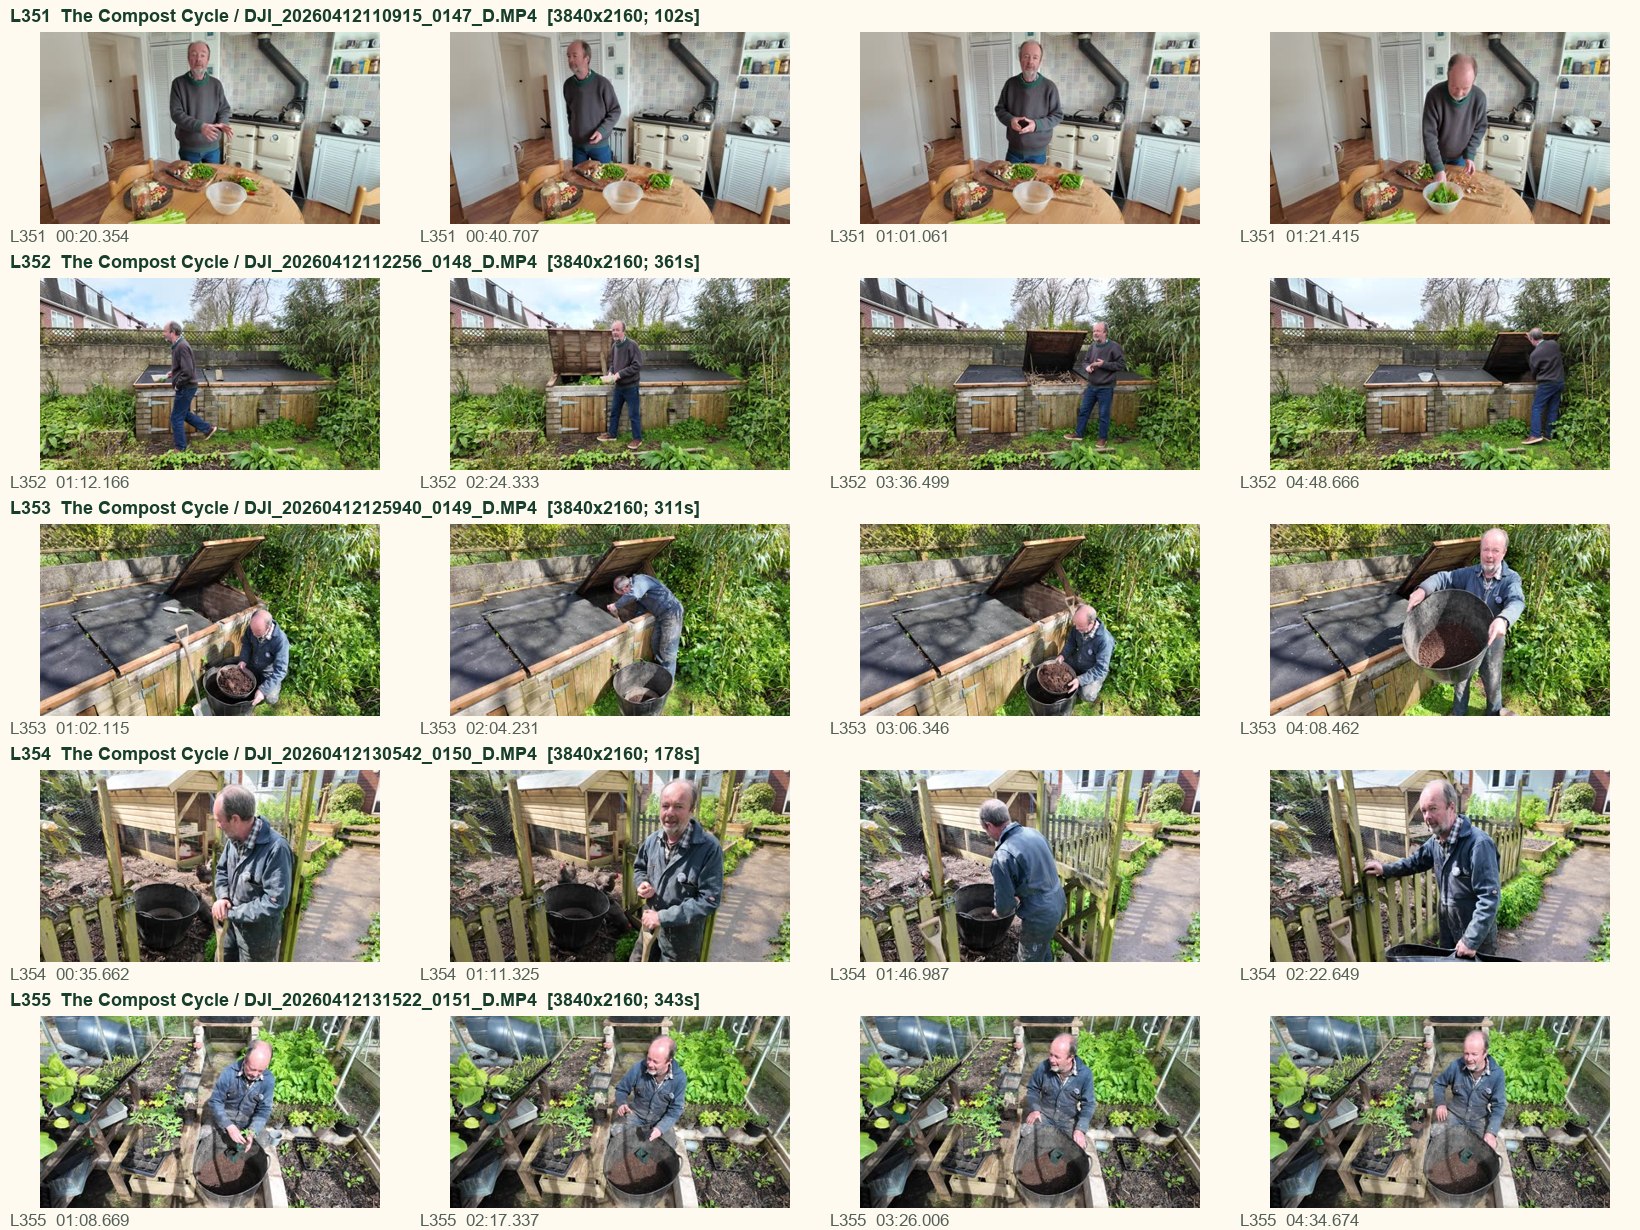 L351 The Compost Cycle / DJI_20260412110915_0147_D.MP4 [3840x2160; 102s]
L351 00:20.354
L351 00:40.707
L351 01:01.061
L351 01:21.415
L352 The Compost Cycle / DJI_20260412112256_0148_D.MP4 [3840x2160; 361s]
L352 01:12.166
L352 02:24.333
L352 03:36.499
L352 04:48.666
L353 The Compost Cycle / DJI_20260412125940_0149_D.MP4 [3840x2160; 311s]
L353 01:02.115
L353 02:04.231
L353 03:06.346
L353 04:08.462
L354 The Compost Cycle / DJI_20260412130542_0150_D.MP4 [3840x2160; 178s]
L354 00:35.662
L354 01:11.325
L354 01:46.987
L354 02:22.649
L355 The Compost Cycle / DJI_20260412131522_0151_D.MP4 [3840x2160; 343s]
L355 01:08.669
L355 02:17.337
L355 03:26.006
L355 04:34.674